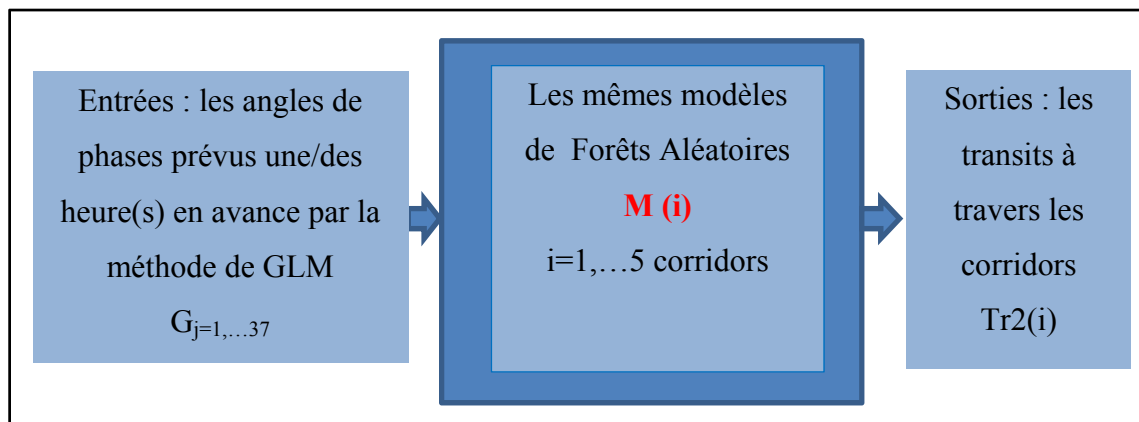 Entrées : les angles de
phases prévus une/des
heure(s) en avance par la
méthode de GLM
G_{j=1,…37}
Les mêmes modèles
de Forêts Aléatoires
M (i)
i=1,…5 corridors
Sorties : les
transits à
travers les
corridors
Tr2(i)